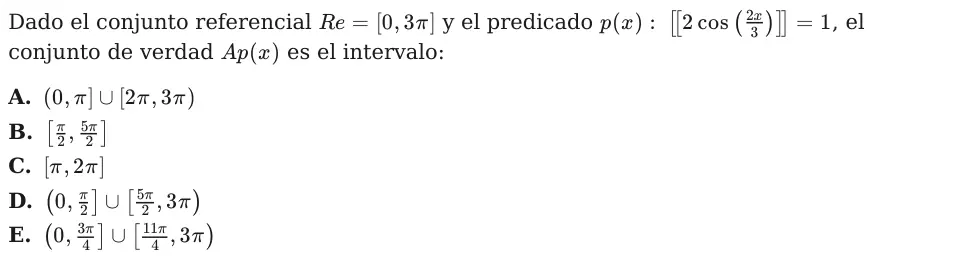 Dado el conjunto referencial Re = [0, 3π] y el predicado p(x) : ⟦2 cos (2x/3)⟧ = 1, el
conjunto de verdad Ap(x) es el intervalo:
A. (0, π] ∪ [2π, 3π)
B. [π/2, 5π/2]
C. [π, 2π]
D. (0, π/2] ∪ [5π/2, 3π)
E. (0, 3π/4] ∪ [11π/4, 3π)